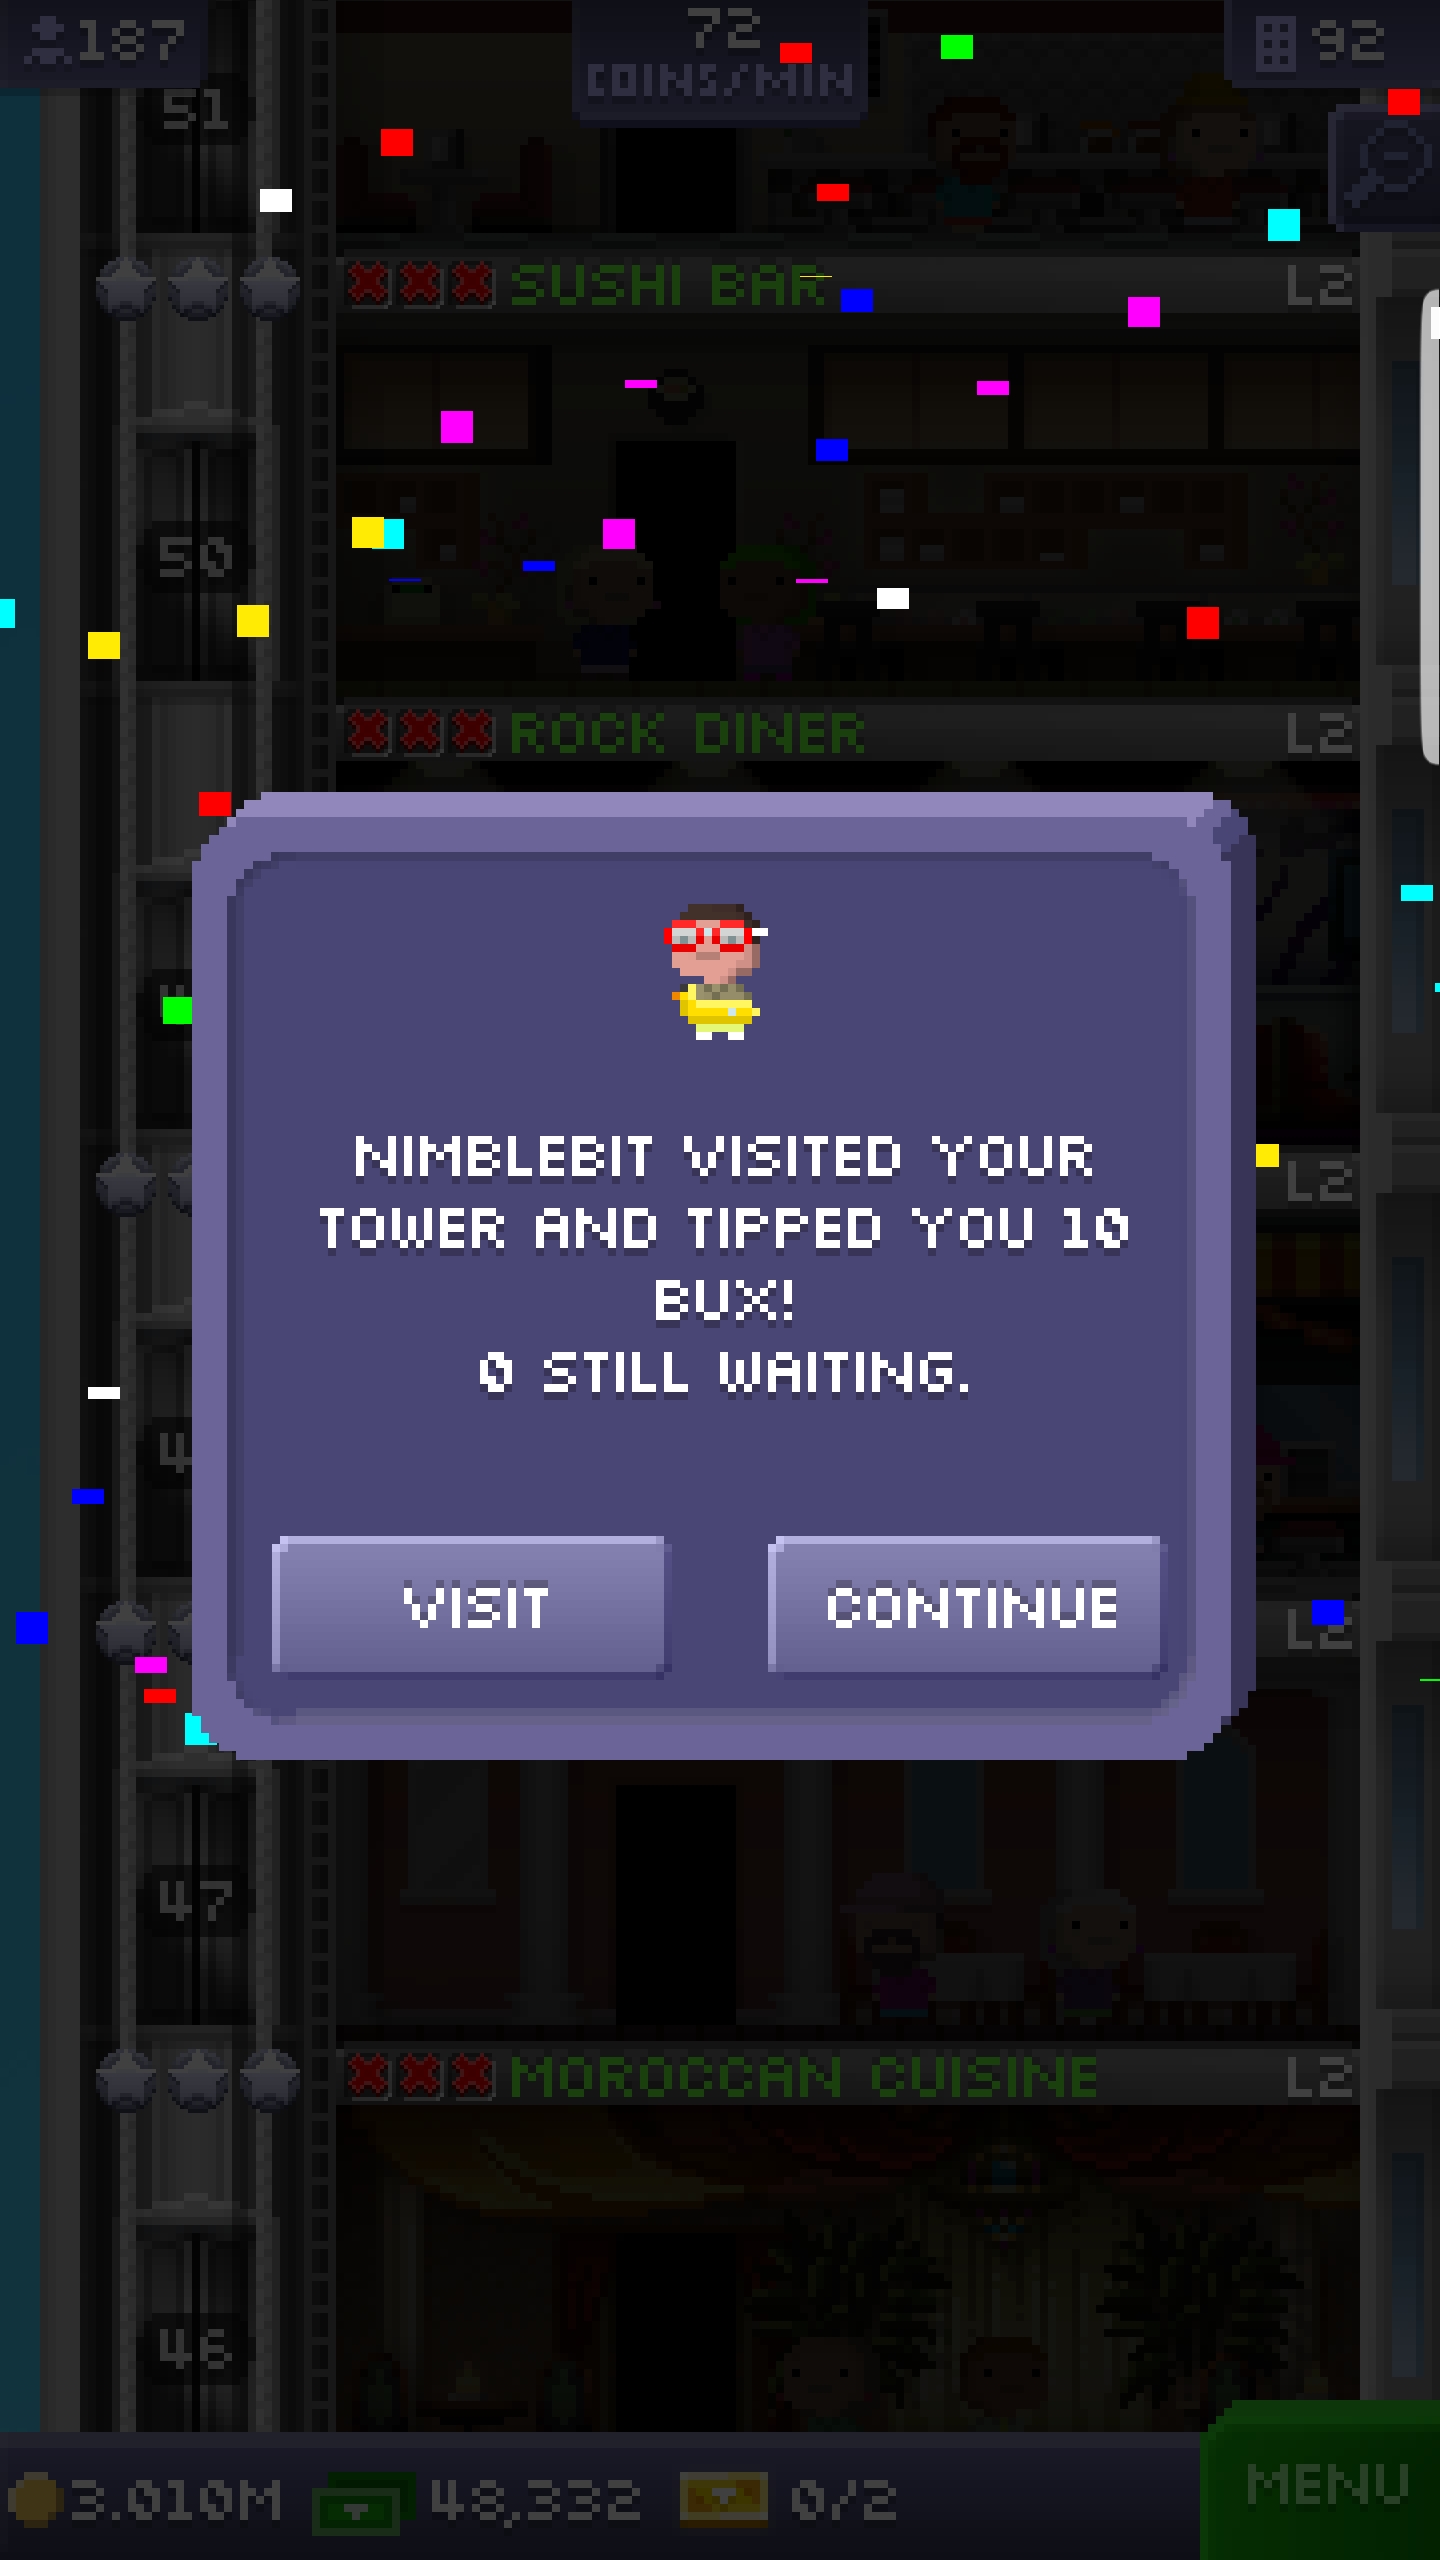 187
72
COINS/MIN
92
51
SUSHI BAR
L2
50
ROCK DINER
L2
NIMBLEBIT VISITED YOUR
TOWER AND TIPPED YOU 10
BUX!
0 STILL WAITING.
L2
VISIT
CONTINUE
L2
47
MOROCCAN CUISINE
L2
46
3.010M
48,332
0/2
MENU